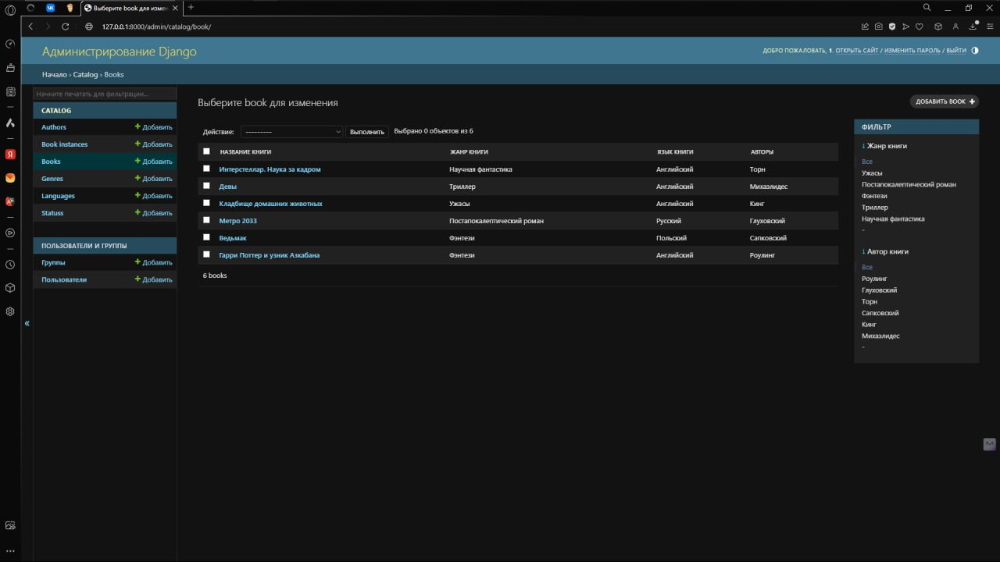 Выберите book для измен
127.0.0.1:8000/admin/catalog/book/
Администрирование Django
ДОБРО ПОЖАЛОВАТЬ, 1. ОТКРЫТЬ САЙТ / ИЗМЕНИТЬ ПАРОЛЬ / ВЫЙТИ
Начало › Catalog › Books
Начните печатать для фильтрации...
CATALOG
Authors + Добавить
Book instances + Добавить
Books + Добавить
Genres + Добавить
Languages + Добавить
Statuss + Добавить
ПОЛЬЗОВАТЕЛИ И ГРУППЫ
Группы + Добавить
Пользователи + Добавить
«
Выберите book для изменения
ДОБАВИТЬ BOOK +
Действие: --------- Выполнить Выбрано 0 объектов из 6
НАЗВАНИЕ КНИГИ ЖАНР КНИГИ ЯЗЫК КНИГИ АВТОРЫ
Интерстеллар. Наука за кадром Научная фантастика Английский Торн
Девы Триллер Английский Михаэлидес
Кладбище домашних животных Ужасы Английский Кинг
Метро 2033 Постапокалептический роман Русский Глуховский
Ведьмак Фэнтези Польский Сапковский
Гарри Поттер и узник Азкабана Фэнтези Английский Роулинг
6 books
ФИЛЬТР
↓ Жанр книги
Все
Ужасы
Постапокалептический роман
Фэнтези
Триллер
Научная фантастика
-
↓ Автор книги
Все
Роулинг
Глуховский
Торн
Сапковский
Кинг
Михаэлидес
-